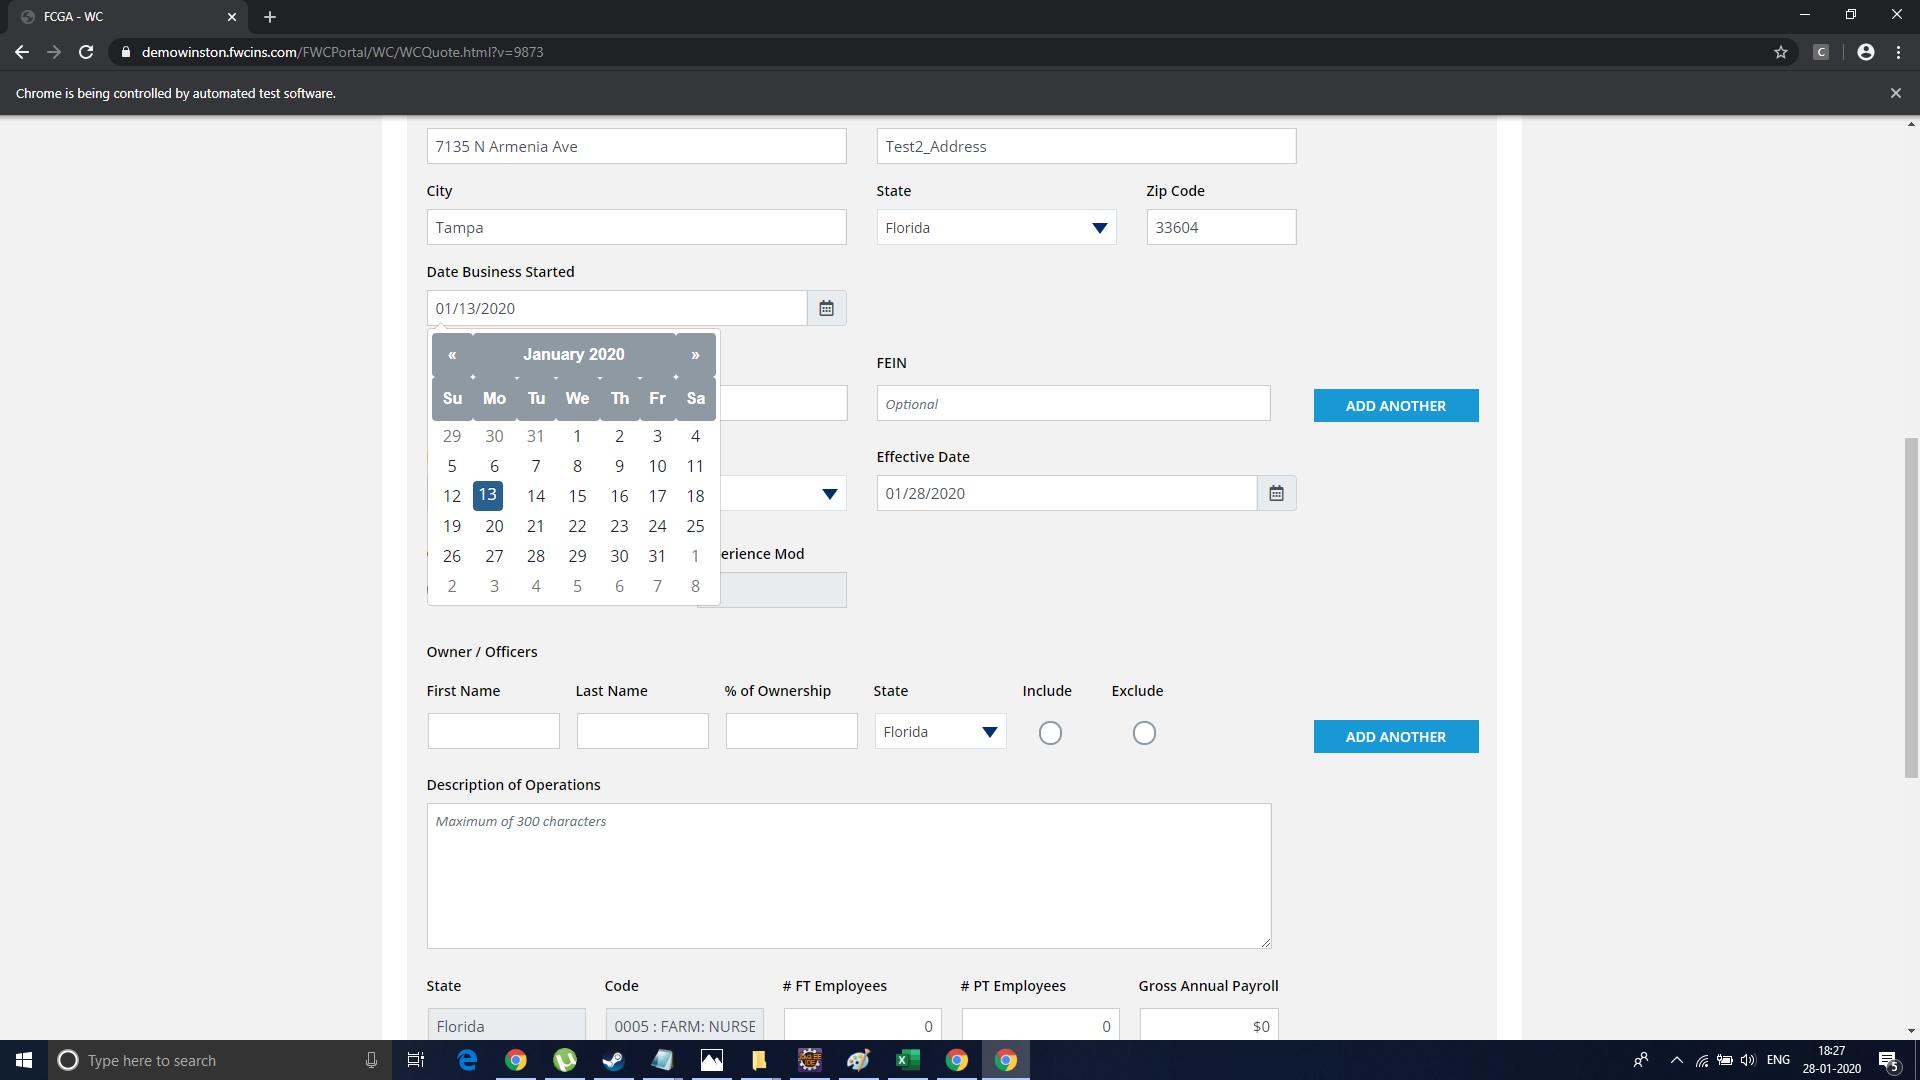 FCGA - WC
demowinston.fwcins.com/FWCPortal/WC/WCQuote.html?v=9873
C
Chrome is being controlled by automated test software.
7135 N Armenia Ave
Test2_Address
City
State
Zip Code
Tampa
Florida
33604
Date Business Started
01/13/2020
« January 2020 »
Su Mo Tu We Th Fr Sa
29 30 31 1 2 3 4
5 6 7 8 9 10 11
12 13 14 15 16 17 18
19 20 21 22 23 24 25
26 27 28 29 30 31 1
2 3 4 5 6 7 8
FEIN
Optional
ADD ANOTHER
Effective Date
01/28/2020
erience Mod
Owner / Officers
First Name
Last Name
% of Ownership
State
Include
Exclude
Florida
ADD ANOTHER
Description of Operations
Maximum of 300 characters
State
Code
# FT Employees
# PT Employees
Gross Annual Payroll
Florida
0005 : FARM: NURSE
0
0
$0
Type here to search
ENG
18:27
28-01-2020
5